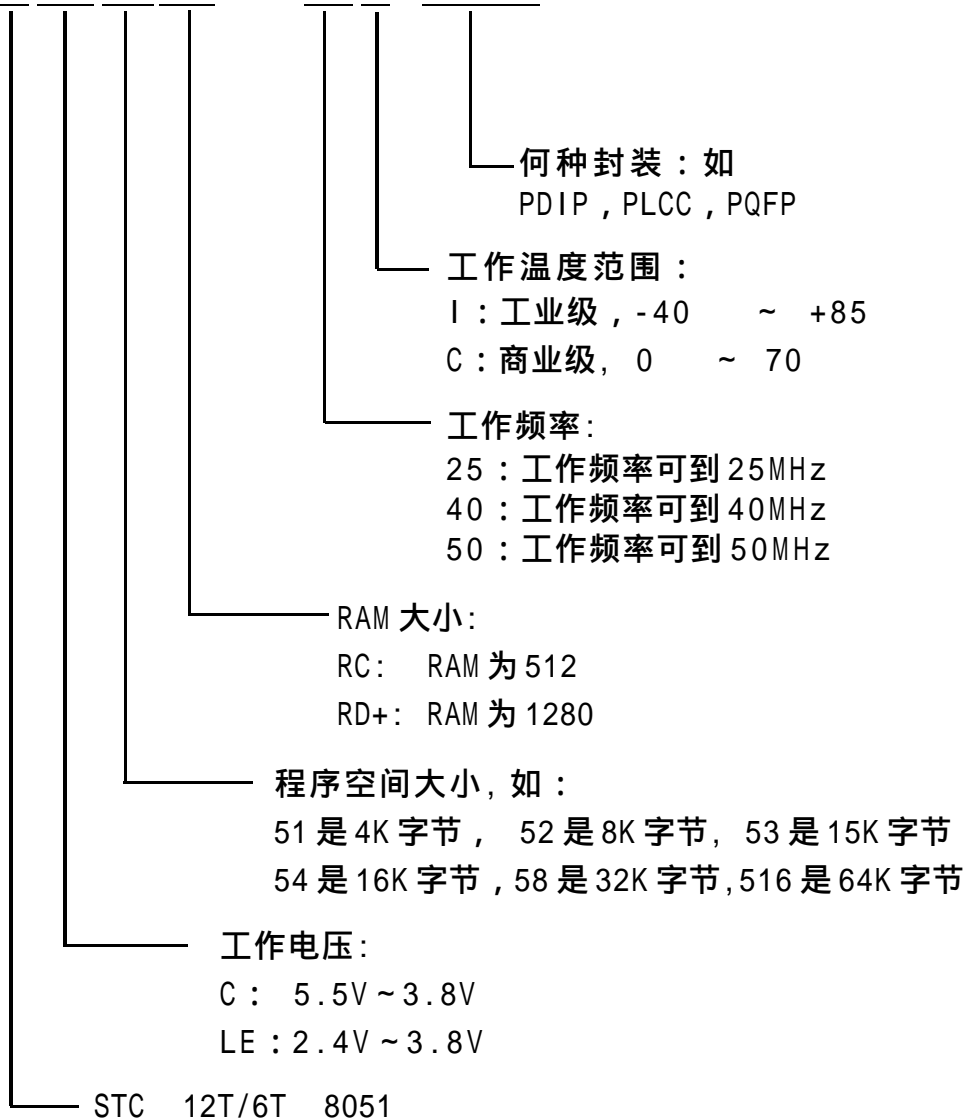 何种封装：如
PDIP，PLCC，PQFP
工作温度范围：
I：工业级，-40 ~ +85
C：商业级, 0 ~ 70
工作频率:
25：工作频率可到25MHz
40：工作频率可到40MHz
50：工作频率可到50MHz
RAM 大小:
RC: RAM为512
RD+: RAM为1280
程序空间大小, 如：
51是4K字节， 52是8K字节, 53是15K字节
54是16K字节，58是32K字节,516是64K字节
工作电压:
C： 5.5V~3.8V
LE：2.4V~3.8V
STC 12T/6T 8051